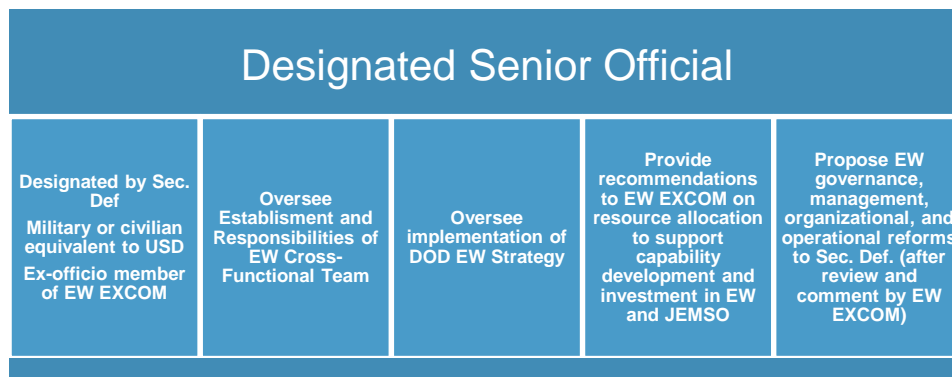 Designated Senior Official
Designated by Sec.
Def
Military or civilian
equivalent to USD
Ex-officio member
of EW EXCOM
Oversee
Establisment and
Responsibilities of
EW Cross-
Functional Team
Oversee
implementation of
DOD EW Strategy
Provide
recommendations
to EW EXCOM on
resource allocation
to support
capability
development and
investment in EW
and JEMSO
Propose EW
governance,
management,
organizational, and
operational reforms
to Sec. Def. (after
review and
comment by EW
EXCOM)